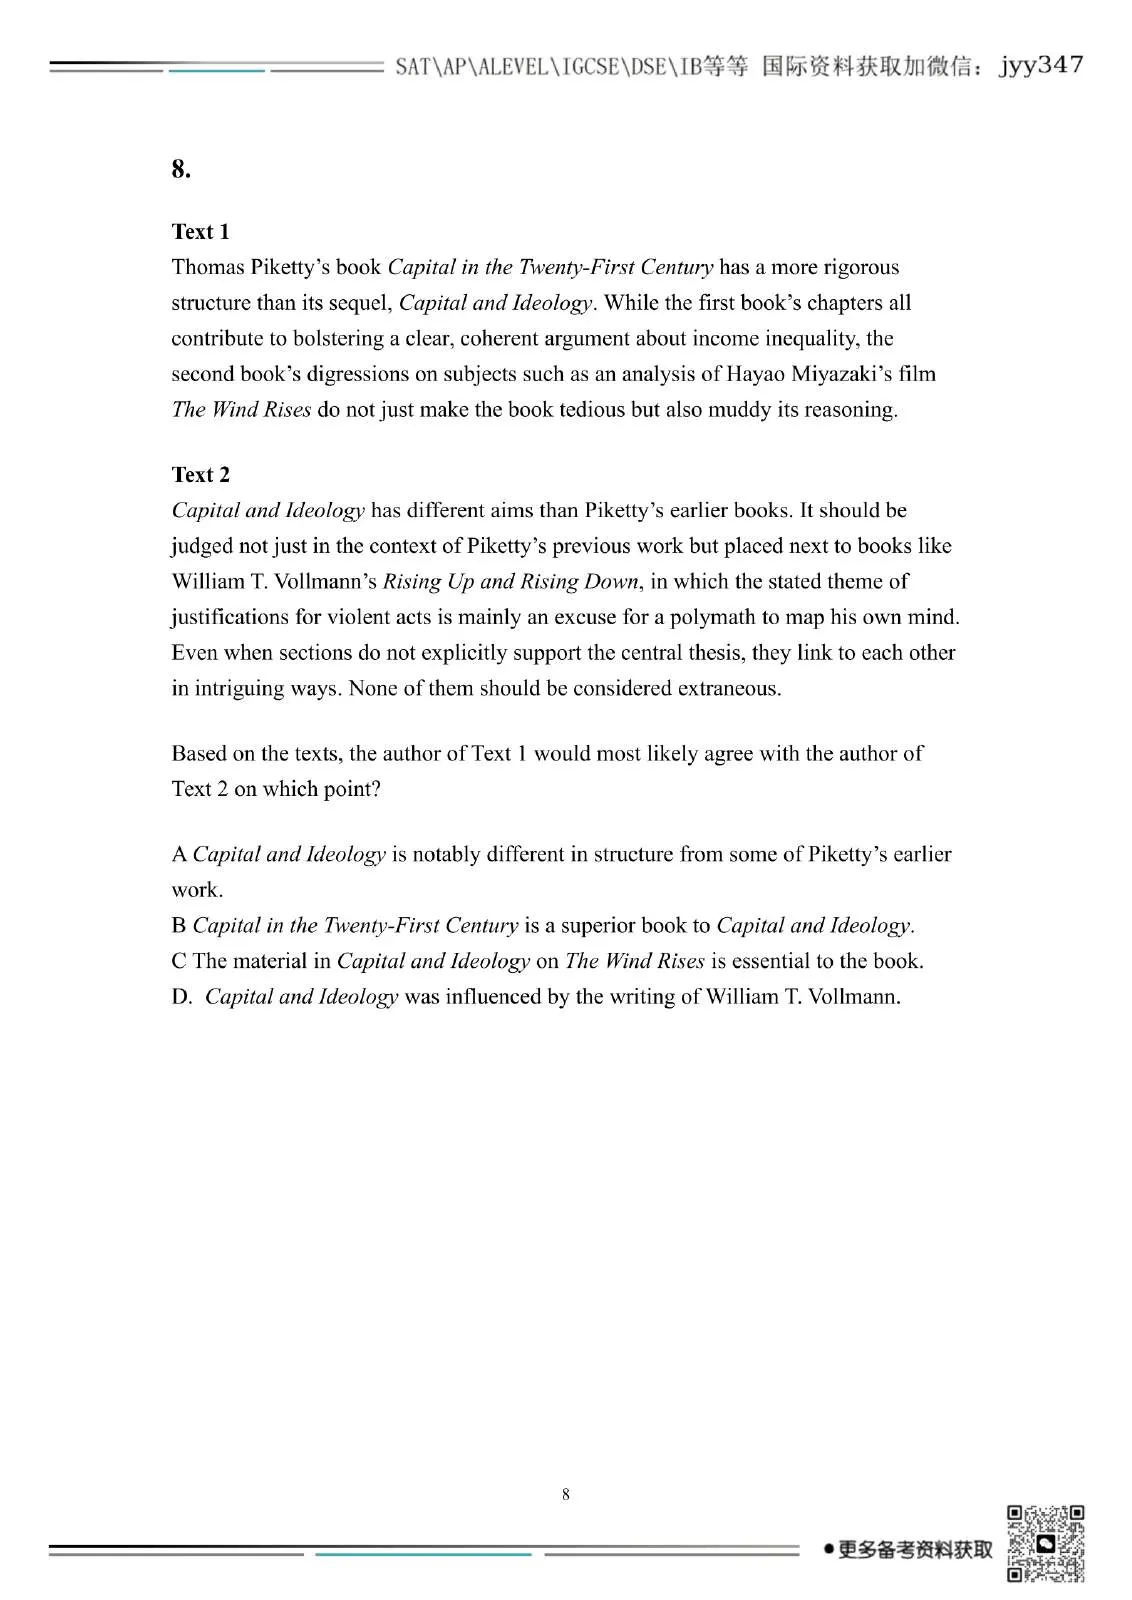 SAT\AP\ALEVEL\IGCSE\DSE\IB等等 国际资料获取加微信: jyy347
8.
Text 1
Thomas Piketty’s book Capital in the Twenty-First Century has a more rigorous
structure than its sequel, Capital and Ideology. While the first book’s chapters all
contribute to bolstering a clear, coherent argument about income inequality, the
second book’s digressions on subjects such as an analysis of Hayao Miyazaki’s film
The Wind Rises do not just make the book tedious but also muddy its reasoning.
Text 2
Capital and Ideology has different aims than Piketty’s earlier books. It should be
judged not just in the context of Piketty’s previous work but placed next to books like
William T. Vollmann’s Rising Up and Rising Down, in which the stated theme of
justifications for violent acts is mainly an excuse for a polymath to map his own mind.
Even when sections do not explicitly support the central thesis, they link to each other
in intriguing ways. None of them should be considered extraneous.
Based on the texts, the author of Text 1 would most likely agree with the author of
Text 2 on which point?
A Capital and Ideology is notably different in structure from some of Piketty’s earlier
work.
B Capital in the Twenty-First Century is a superior book to Capital and Ideology.
C The material in Capital and Ideology on The Wind Rises is essential to the book.
D. Capital and Ideology was influenced by the writing of William T. Vollmann.
8
●更多备考资料获取